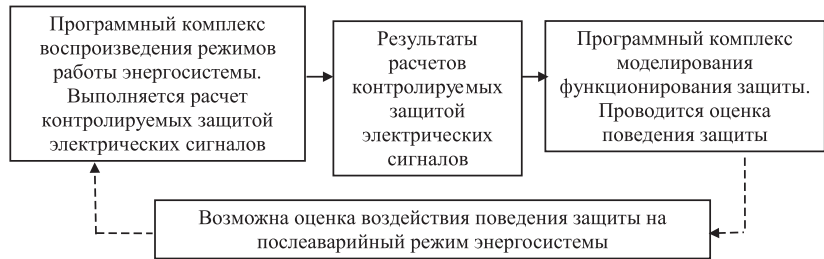 Программный комплекс
воспроизведения режимов
работы энергосистемы.
Выполняется расчет
контролируемых защитой
электрических сигналов
Результаты
расчетов
контролируемых
защитой
электрических
сигналов
Программный комплекс
моделирования
функционирования защиты.
Проводится оценка
поведения защиты
Возможна оценка воздействия поведения защиты на
послеаварийный режим энергосистемы